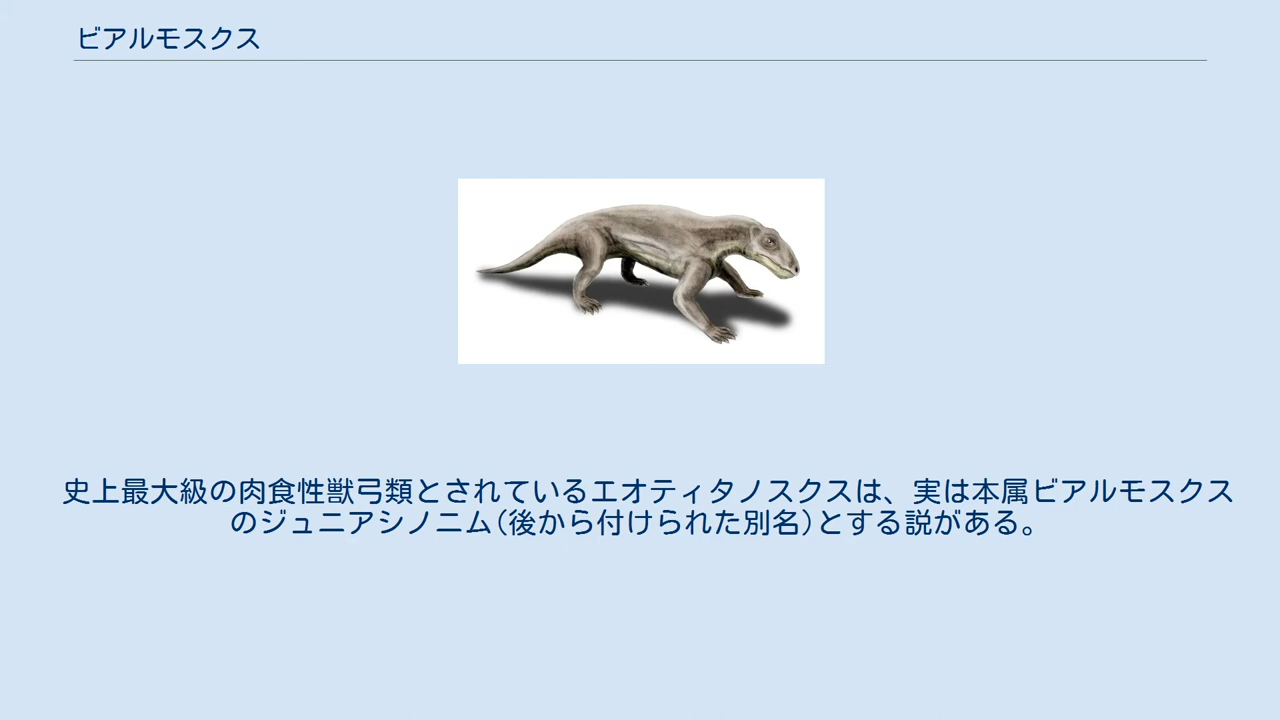 ビアルモスクス
史上最大級の肉食性獣弓類とされているエオティタノスクスは、実は本属ビアルモスクス
のジュニアシノニム(後から付けられた別名)とする説がある。